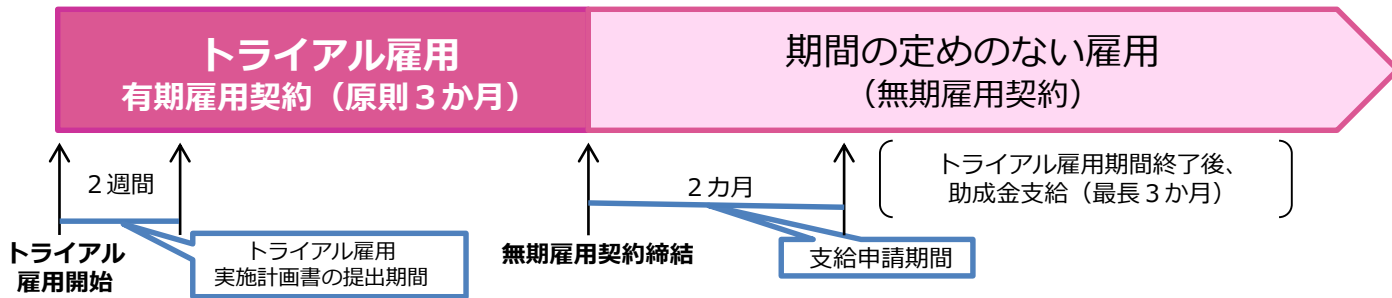 トライアル雇用
有期雇用契約（原則３か月）
期間の定めのない雇用
（無期雇用契約）
２週間
２カ月
トライアル雇用期間終了後、
助成金支給（最長３か月）
トライアル
雇用開始
トライアル雇用
実施計画書の提出期間
無期雇用契約締結
支給申請期間